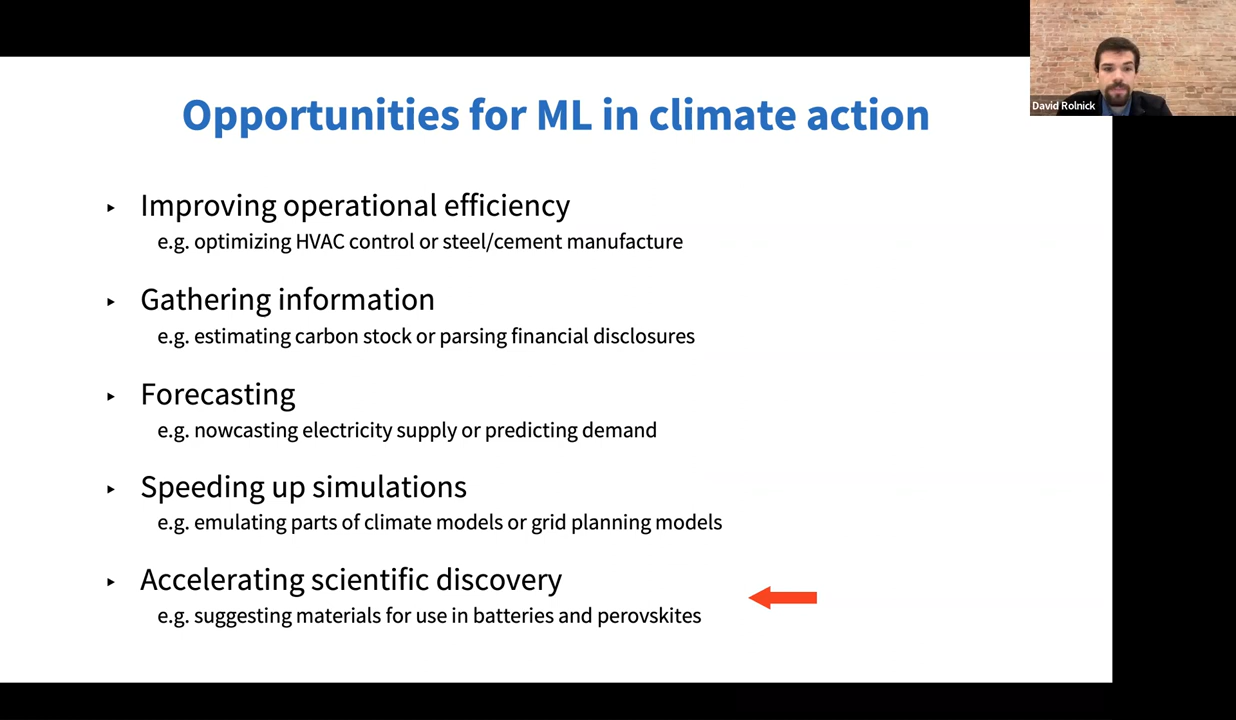 Opportunities for ML in climate action
David Rolnick
‣ Improving operational efficiency
e.g. optimizing HVAC control or steel/cement manufacture
‣ Gathering information
e.g. estimating carbon stock or parsing financial disclosures
‣ Forecasting
e.g. nowcasting electricity supply or predicting demand
‣ Speeding up simulations
e.g. emulating parts of climate models or grid planning models
‣ Accelerating scientific discovery
e.g. suggesting materials for use in batteries and perovskites